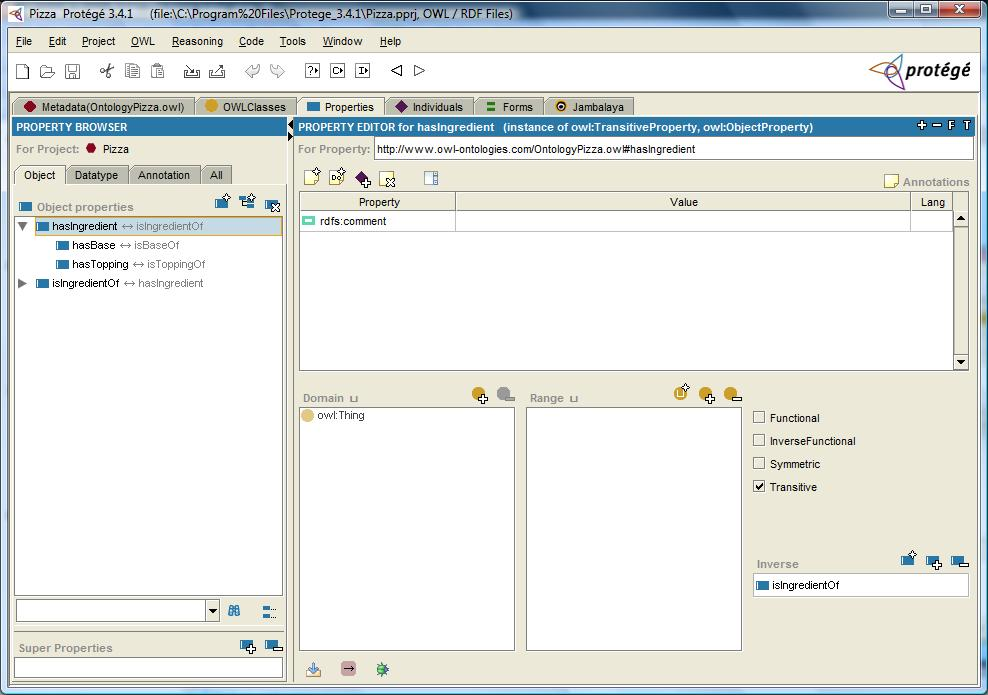 Pizza Protégé 3.4.1 (file:\C:\Program%20Files\Protege_3.4.1\Pizza.pprj, OWL / RDF Files)
File Edit Project OWL Reasoning Code Tools Window Help
protégé
Metadata(OntologyPizza.owl) OWLClasses Properties Individuals Forms Jambalaya
PROPERTY BROWSER
PROPERTY EDITOR for hasIngredient (instance of owl:TransitiveProperty, owl:ObjectProperty)
F T
For Project: Pizza
For Property: http://www.owl-ontologies.com/OntologyPizza.owl#hasIngredient
Object Datatype Annotation All
Annotations
Object properties
Property Value Lang
hasIngredient ↔ isIngredientOf
rdfs:comment
hasBase ↔ isBaseOf
hasTopping ↔ isToppingOf
isIngredientOf ↔ hasIngredient
Domain ⊔
Range ⊔
owl:Thing
Functional
InverseFunctional
Symmetric
Transitive
Inverse
isIngredientOf
Super Properties